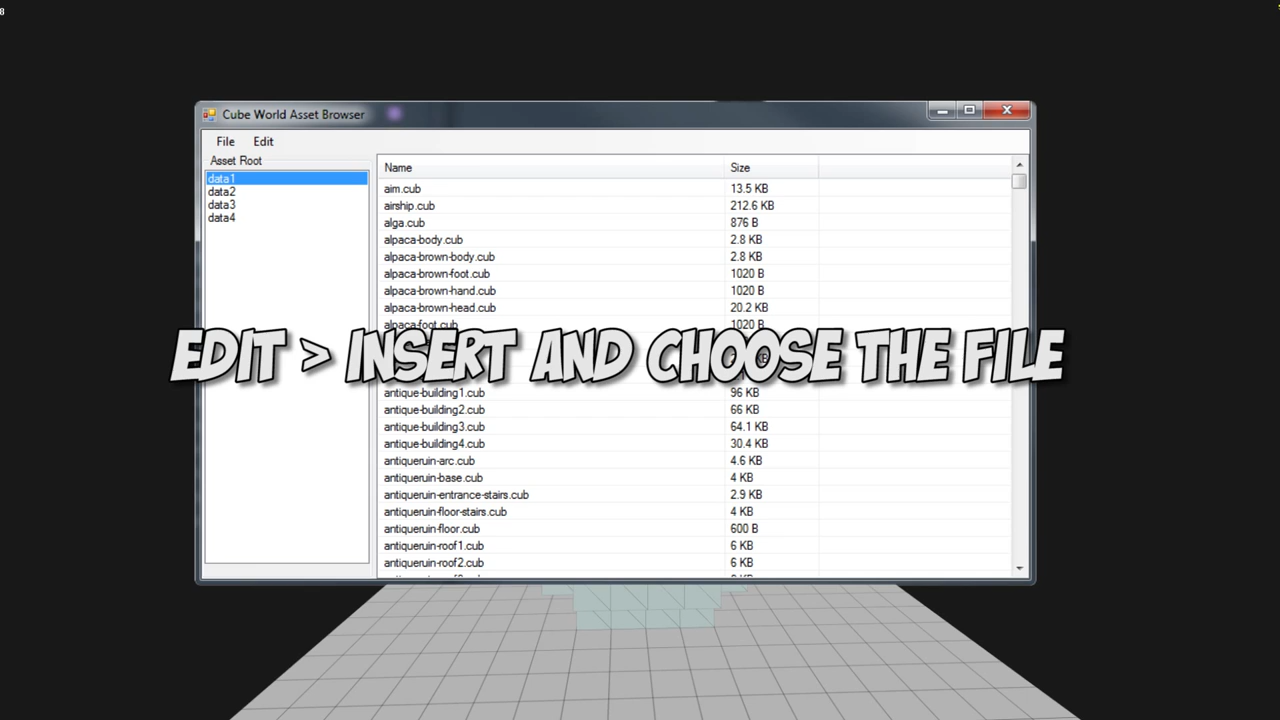 8
Cube World Asset Browser
File Edit
Asset Root
data1
data2
data3
data4
Name Size
aim.cub 13.5 KB
airship.cub 212.6 KB
alga.cub 876 B
alpaca-body.cub 2.8 KB
alpaca-brown-body.cub 2.8 KB
alpaca-brown-foot.cub 1020 B
alpaca-brown-hand.cub 1020 B
alpaca-brown-head.cub 20.2 KB
alpaca-foot.cub 1020 B
EDIT > INSERT AND CHOOSE THE FILE
antique-building1.cub 96 KB
antique-building2.cub 66 KB
antique-building3.cub 64.1 KB
antique-building4.cub 30.4 KB
antiqueruin-arc.cub 4.6 KB
antiqueruin-base.cub 4 KB
antiqueruin-entrance-stairs.cub 2.9 KB
antiqueruin-floor-stairs.cub 4 KB
antiqueruin-floor.cub 600 B
antiqueruin-roof1.cub 6 KB
antiqueruin-roof2.cub 6 KB